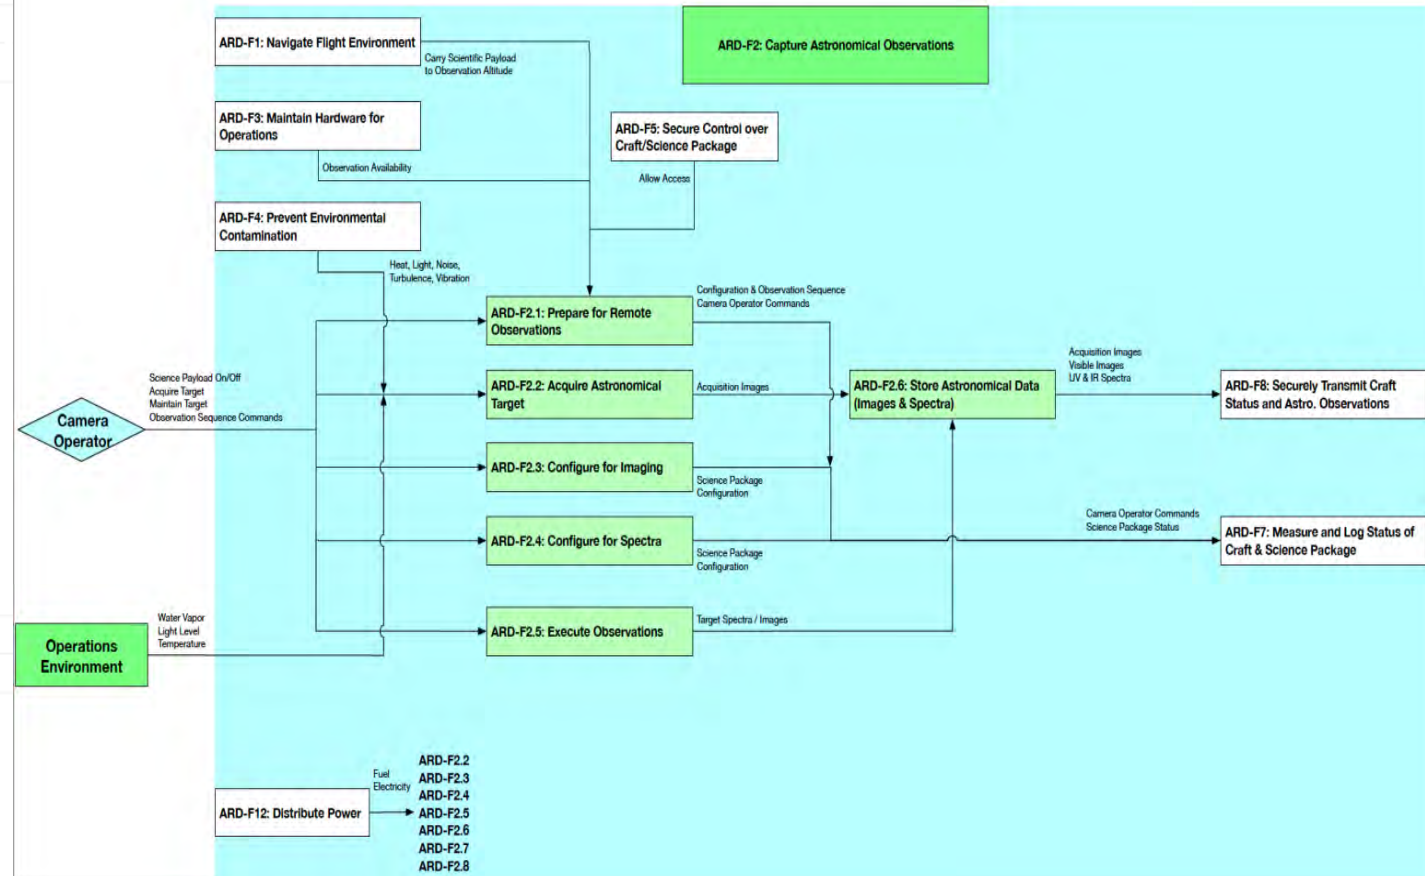 ARD-F1: Navigate Flight Environment
Carry Scientific Payload
to Observation Altitude
ARD-F2: Capture Astronomical Observations
ARD-F3: Maintain Hardware for
Operations
Observation Availability
ARD-F5: Secure Control over
Craft/Science Package
Allow Access
ARD-F4: Prevent Environmental
Contamination
Heat, Light, Noise,
Turbulence, Vibration
ARD-F2.1: Prepare for Remote
Observations
Configuration & Observation Sequence
Camera Operator Commands
Science Payload On/Off
Acquire Target
Maintain Target
Observation Sequence Commands
Camera
Operator
ARD-F2.2: Acquire Astronomical
Target
Acquisition Images
ARD-F2.6: Store Astronomical Data
(Images & Spectra)
Acquisition Images
Visible Images
UV & IR Spectra
ARD-F8: Securely Transmit Craft
Status and Astro. Observations
ARD-F2.3: Configure for Imaging
Science Package
Configuration
ARD-F2.4: Configure for Spectra
Science Package
Configuration
Camera Operator Commands
Science Package Status
ARD-F7: Measure and Log Status of
Craft & Science Package
ARD-F2.5: Execute Observations
Target Spectra / Images
Operations
Environment
Water Vapor
Light Level
Temperature
ARD-F12: Distribute Power
Fuel
Electricity
ARD-F2.2
ARD-F2.3
ARD-F2.4
ARD-F2.5
ARD-F2.6
ARD-F2.7
ARD-F2.8